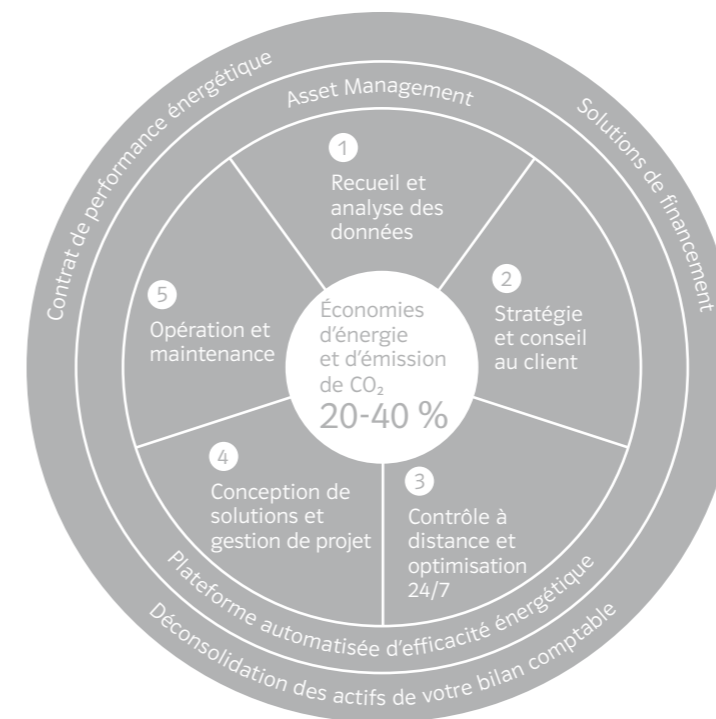 Contrat de performance énergétique
Solutions de financement
Asset Management
1
Recueil et
analyse des
données
2
Stratégie
et conseil
au client
3
Contrôle à
distance et
optimisation
24/7
4
Conception de
solutions et
gestion de projet
5
Opération et
maintenance
Économies
d’énergie
et d’émission
de CO₂
20-40 %
Plateforme automatisée d’efficacité énergétique
Déconsolidation des actifs de votre bilan comptable